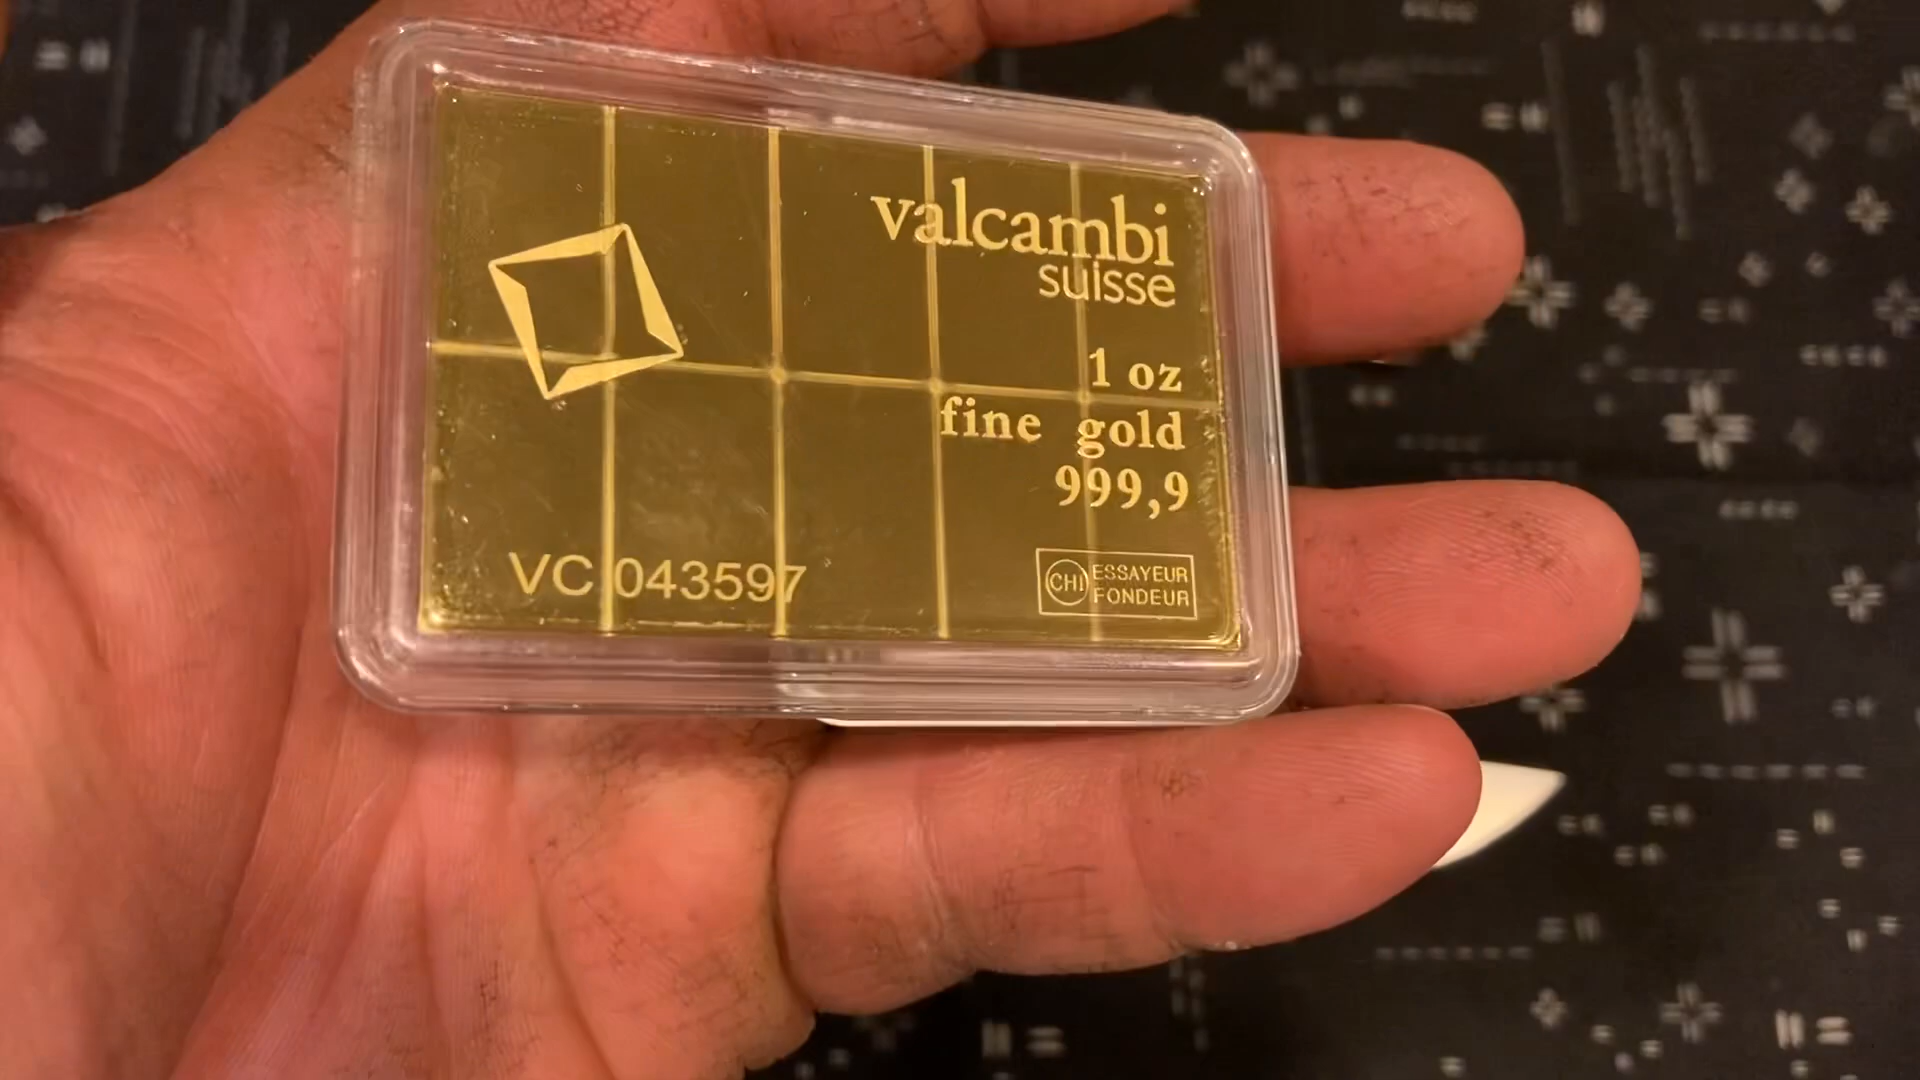 valcambi
suisse
1 oz
fine gold
999,9
VC 043597
CHI ESSAYEUR
FONDEUR